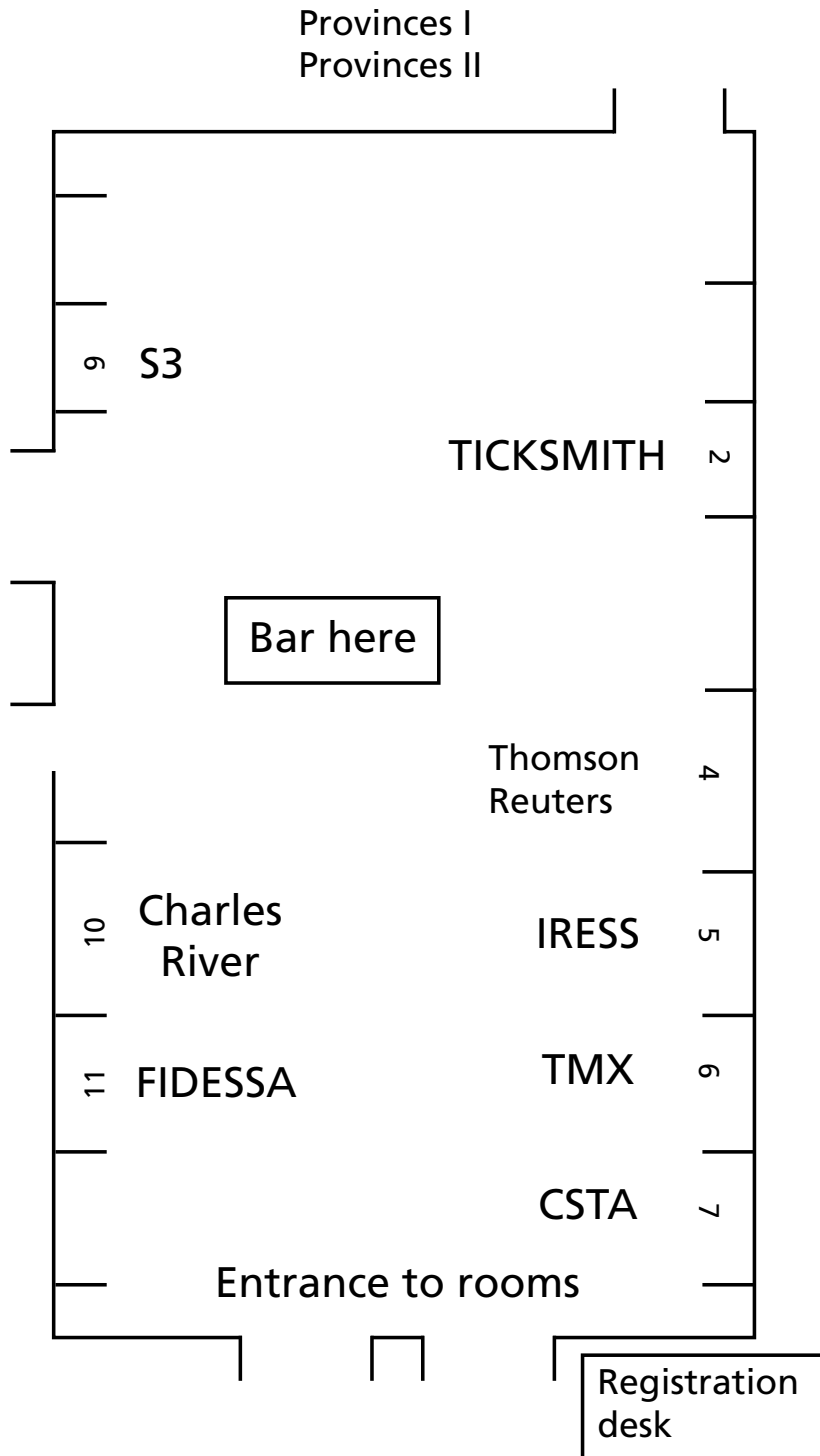 Provinces I
Provinces II
9
S3
TICKSMITH
2
Bar here
Thomson
Reuters
4
10
Charles
River
IRESS
5
11
FIDESSA
TMX
6
CSTA
7
Entrance to rooms
Registration
desk